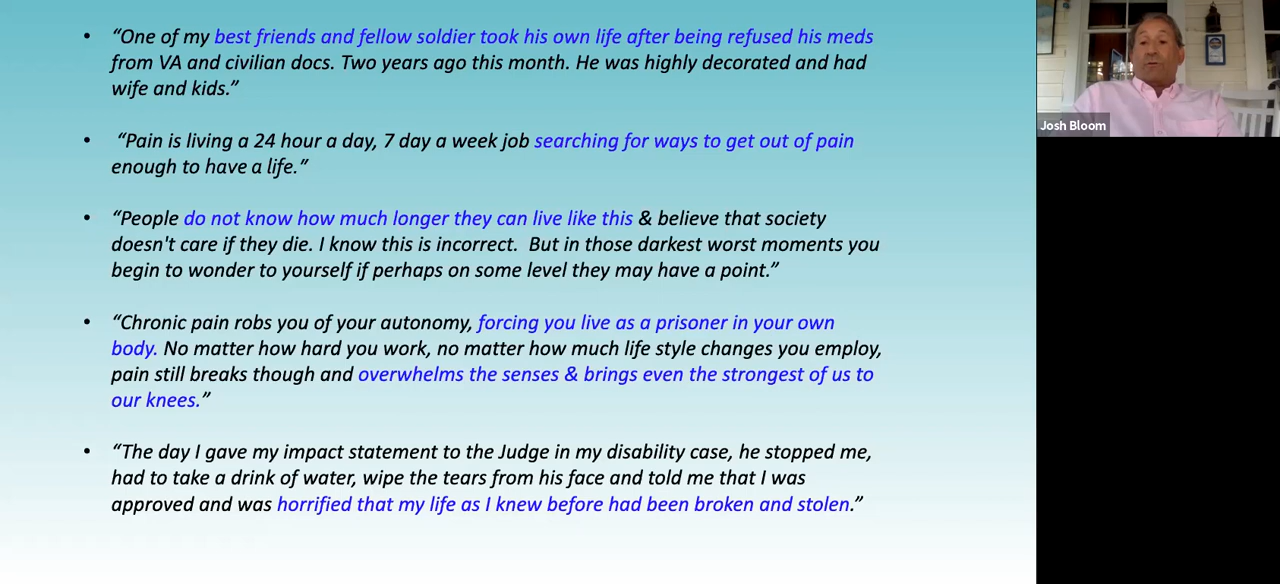 • “One of my best friends and fellow soldier took his own life after being refused his meds
from VA and civilian docs. Two years ago this month. He was highly decorated and had
wife and kids.”
• “Pain is living a 24 hour a day, 7 day a week job searching for ways to get out of pain
enough to have a life.”
• “People do not know how much longer they can live like this & believe that society
doesn't care if they die. I know this is incorrect. But in those darkest worst moments you
begin to wonder to yourself if perhaps on some level they may have a point.”
• “Chronic pain robs you of your autonomy, forcing you live as a prisoner in your own
body. No matter how hard you work, no matter how much life style changes you employ,
pain still breaks though and overwhelms the senses & brings even the strongest of us to
our knees.”
• “The day I gave my impact statement to the Judge in my disability case, he stopped me,
had to take a drink of water, wipe the tears from his face and told me that I was
approved and was horrified that my life as I knew before had been broken and stolen.”
Josh Bloom